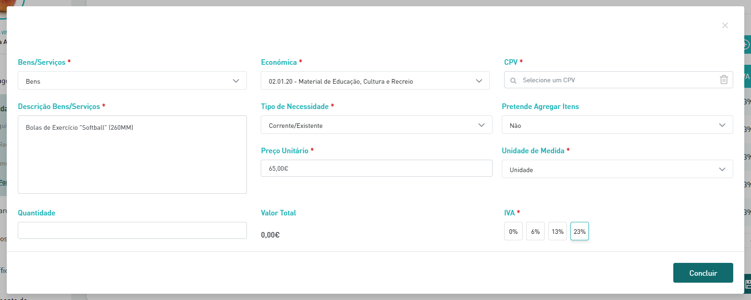 Bens/Serviços *
Económica *
CPV *
Bens
02.01.20 - Material de Educação, Cultura e Recreio
Selecione um CPV
Descrição Bens/Serviços *
Tipo de Necessidade *
Pretende Agregar Itens
Bolas de Exercício "Softball" (260MM)
Corrente/Existente
Não
Preço Unitário *
Unidade de Medida *
65,00€
Unidade
Quantidade
Valor Total
IVA *
0,00€
0% 6% 13% 23%
Concluir